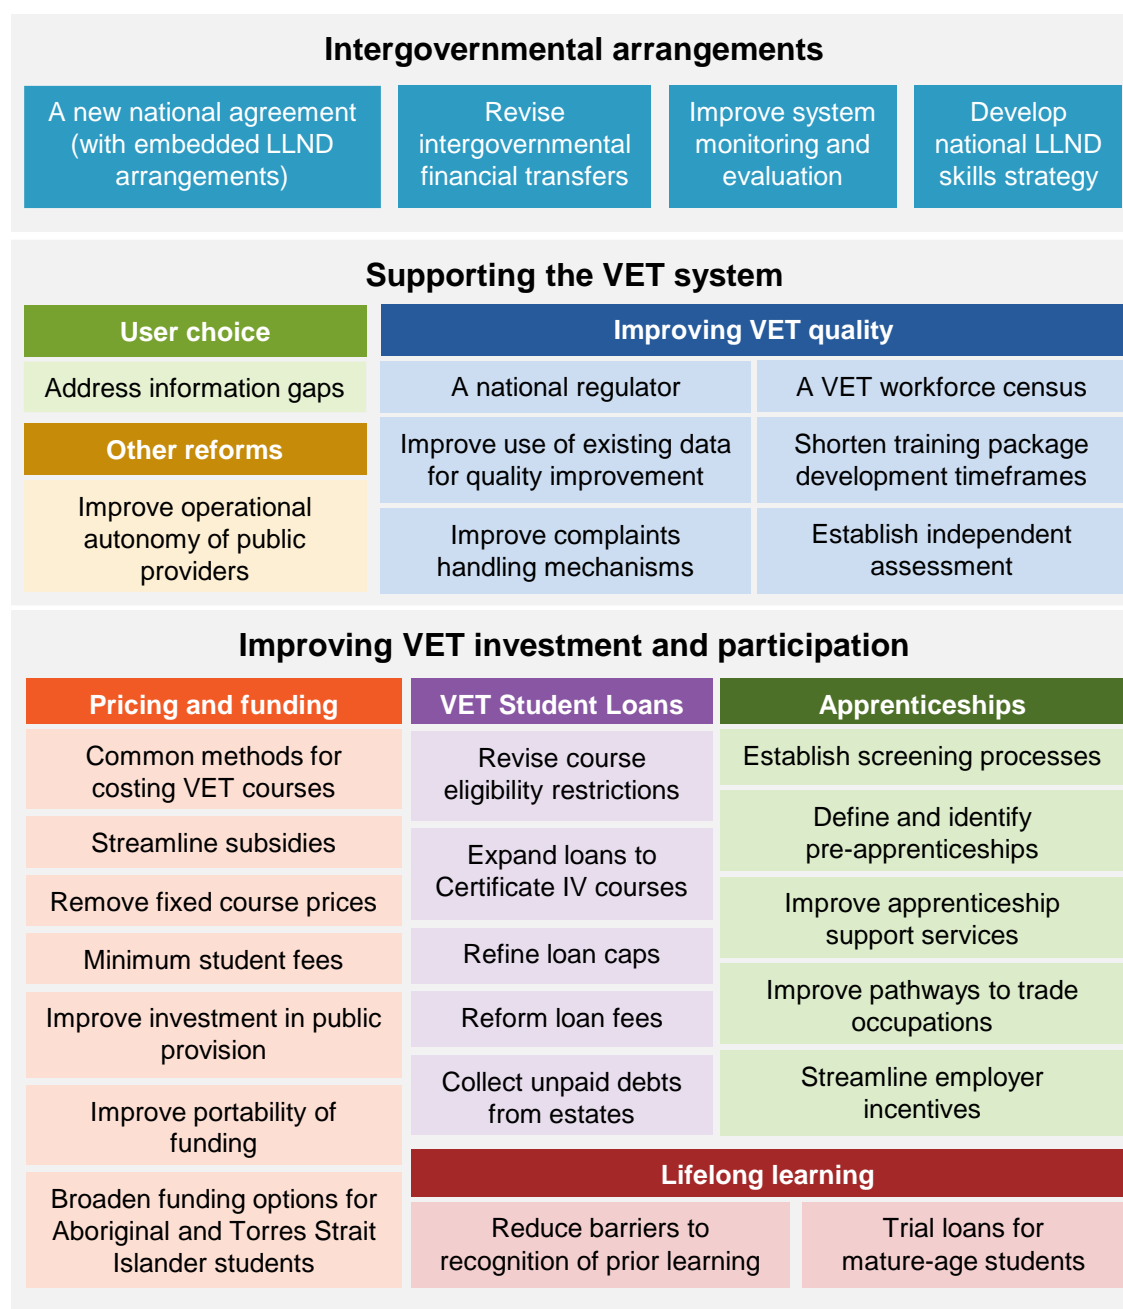 Intergovernmental arrangements
A new national agreement
(with embedded LLND
arrangements)
Revise
intergovernmental
financial transfers
Improve system
monitoring and
evaluation
Develop
national LLND
skills strategy
Supporting the VET system
User choice
Address information gaps
Other reforms
Improve operational
autonomy of public
providers
Improving VET quality
A national regulator
A VET workforce census
Improve use of existing data
for quality improvement
Shorten training package
development timeframes
Improve complaints
handling mechanisms
Establish independent
assessment
Improving VET investment and participation
Pricing and funding
Common methods for
costing VET courses
Streamline subsidies
Remove fixed course prices
Minimum student fees
Improve investment in public
provision
Improve portability of
funding
Broaden funding options for
Aboriginal and Torres Strait
Islander students
VET Student Loans
Revise course
eligibility restrictions
Expand loans to
Certificate IV courses
Refine loan caps
Reform loan fees
Collect unpaid debts
from estates
Apprenticeships
Establish screening processes
Define and identify
pre-apprenticeships
Improve apprenticeship
support services
Improve pathways to trade
occupations
Streamline employer
incentives
Lifelong learning
Reduce barriers to
recognition of prior learning
Trial loans for
mature-age students